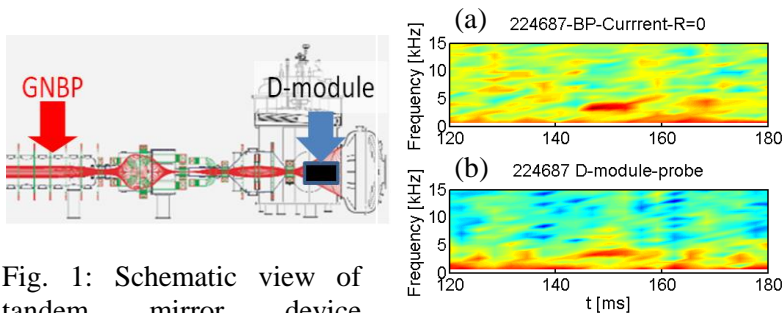 GNBP
D-module
Fig. 1: Schematic view of
tandem mirror device
(a)
224687-BP-Currrent-R=0
Frequency [kHz]
15
10
5
0
120
140
160
180
(b)
224687 D-module-probe
Frequency [kHz]
15
10
5
0
120
140
160
180
t [ms]